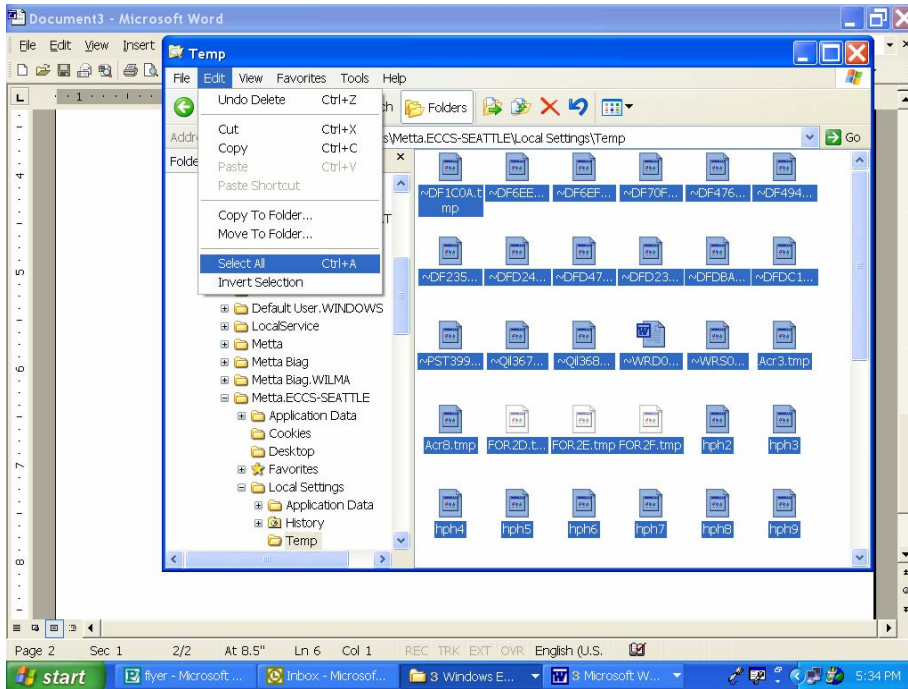 Document3 - Microsoft Word
File Edit View Insert
Temp
File Edit View Favorites Tools Help
Folders
Go
s\Metta.ECCS-SEATTLE\Local Settings\Temp
Undo Delete Ctrl+Z
Cut Ctrl+X
Copy Ctrl+C
Paste Ctrl+V
Paste Shortcut
Copy To Folder...
Move To Folder...
Select All Ctrl+A
Invert Selection
Default User.WINDOWS
LocalService
Metta
Metta Biag
Metta Biag.WILMA
Metta.ECCS-SEATTLE
Application Data
Cookies
Desktop
Favorites
Local Settings
Application Data
History
Temp
~DF1C0A.t
mp
~DF6EE... ~DF6EF... ~DF70F... ~DF476... ~DF494...
~DF235... ~DFD24... ~DFD47... ~DFD23... ~DFDBA... ~DFDC1...
~PST399... ~Qil367... ~Qil368... ~WRD0... ~WRS0... Acr3.tmp
Acr8.tmp FOR2D.t... FOR2E.tmp FOR2F.tmp hph2 hph3
hph4 hph5 hph6 hph7 hph8 hph9
Page 2 Sec 1 2/2 At 8.5" Ln 6 Col 1 REC TRK EXT OVR English (U.S.
start flyer - Microsoft ... Inbox - Microsof... 3 Windows E... 3 Microsoft W... 5:34 PM